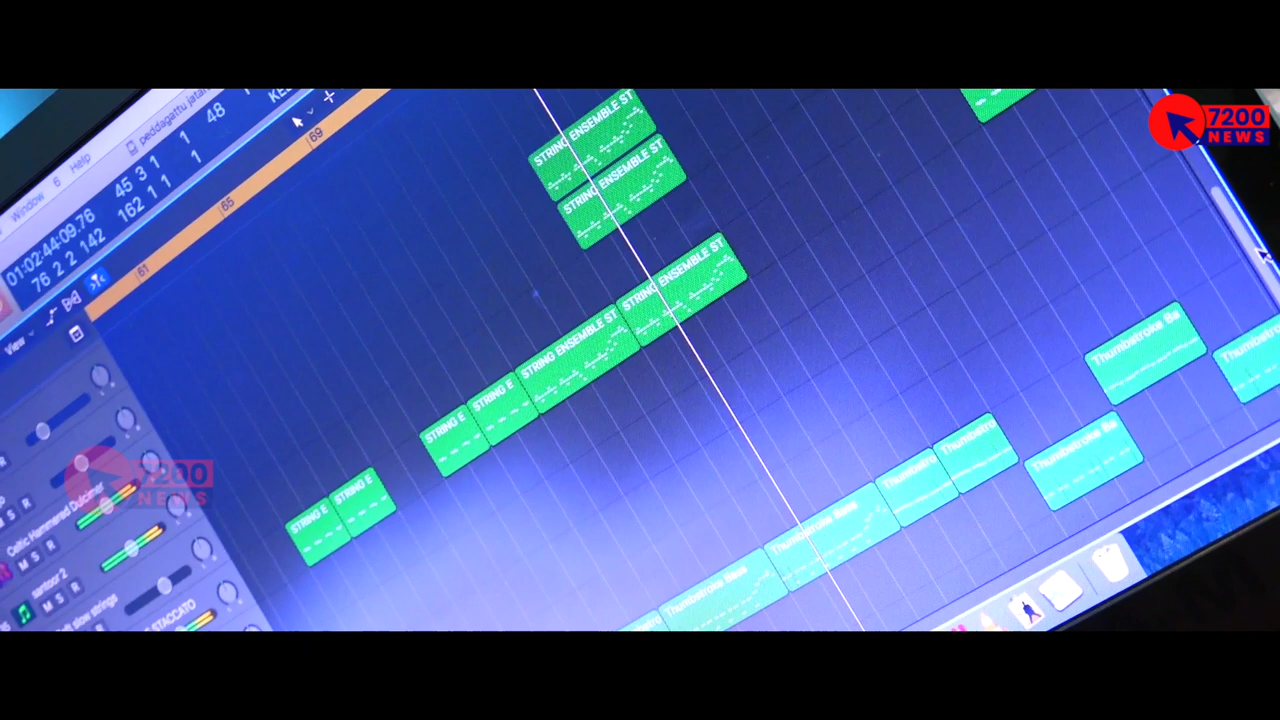 7200
NEWS
Window 6 Help
peddagattu jatar
01:02:44:09.76
76 2 2 142
45 3 1 1
162 1 1 1
48
69
65
61
View
STRING ENSEMBLE ST
STRING ENSEMBLE ST
STRING ENSEMBLE ST
STRING ENSEMBLE ST
STRING E
STRING E
STRING E
STRING E
Thumbstroke Ba
Thumbstroke
Thumbstroke Ba
Thumbstro
Thumbstro
Thumbstroke Bass
Thumbstroke Bass
7200
NEWS
R
M S R
Celtic Hammered Dulcimer
M S R
santoor 2
M S R
slow strings
STACCATO